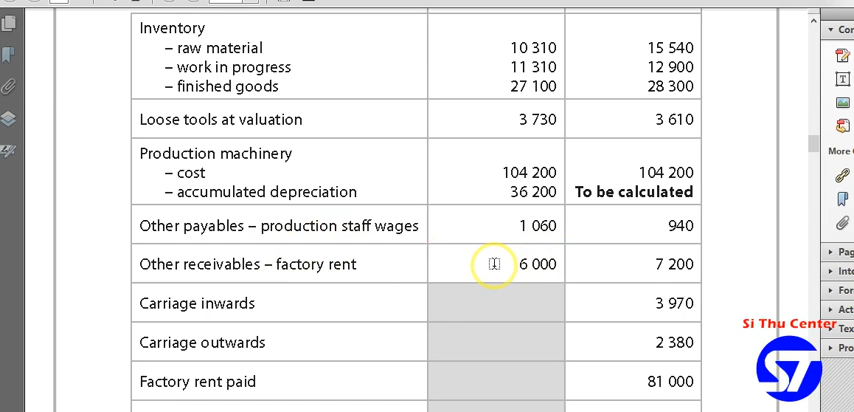 Inventory
– raw material 10 310 15 540
– work in progress 11 310 12 900
– finished goods 27 100 28 300
Loose tools at valuation 3 730 3 610
Production machinery
– cost 104 200 104 200
– accumulated depreciation 36 200 To be calculated
Other payables – production staff wages 1 060 940
Other receivables – factory rent 6 000 7 200
Carriage inwards 3 970
Carriage outwards 2 380
Factory rent paid 81 000
Si Thu Center
ST